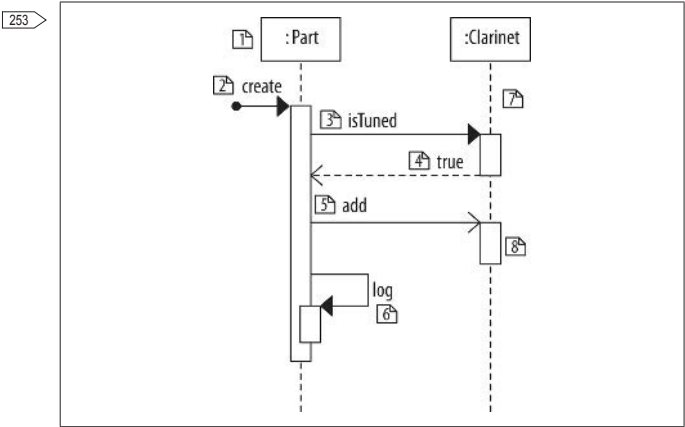 253
1 :Part :Clarinet
2 create
7
3 isTuned
4 true
5 add
8
log
6